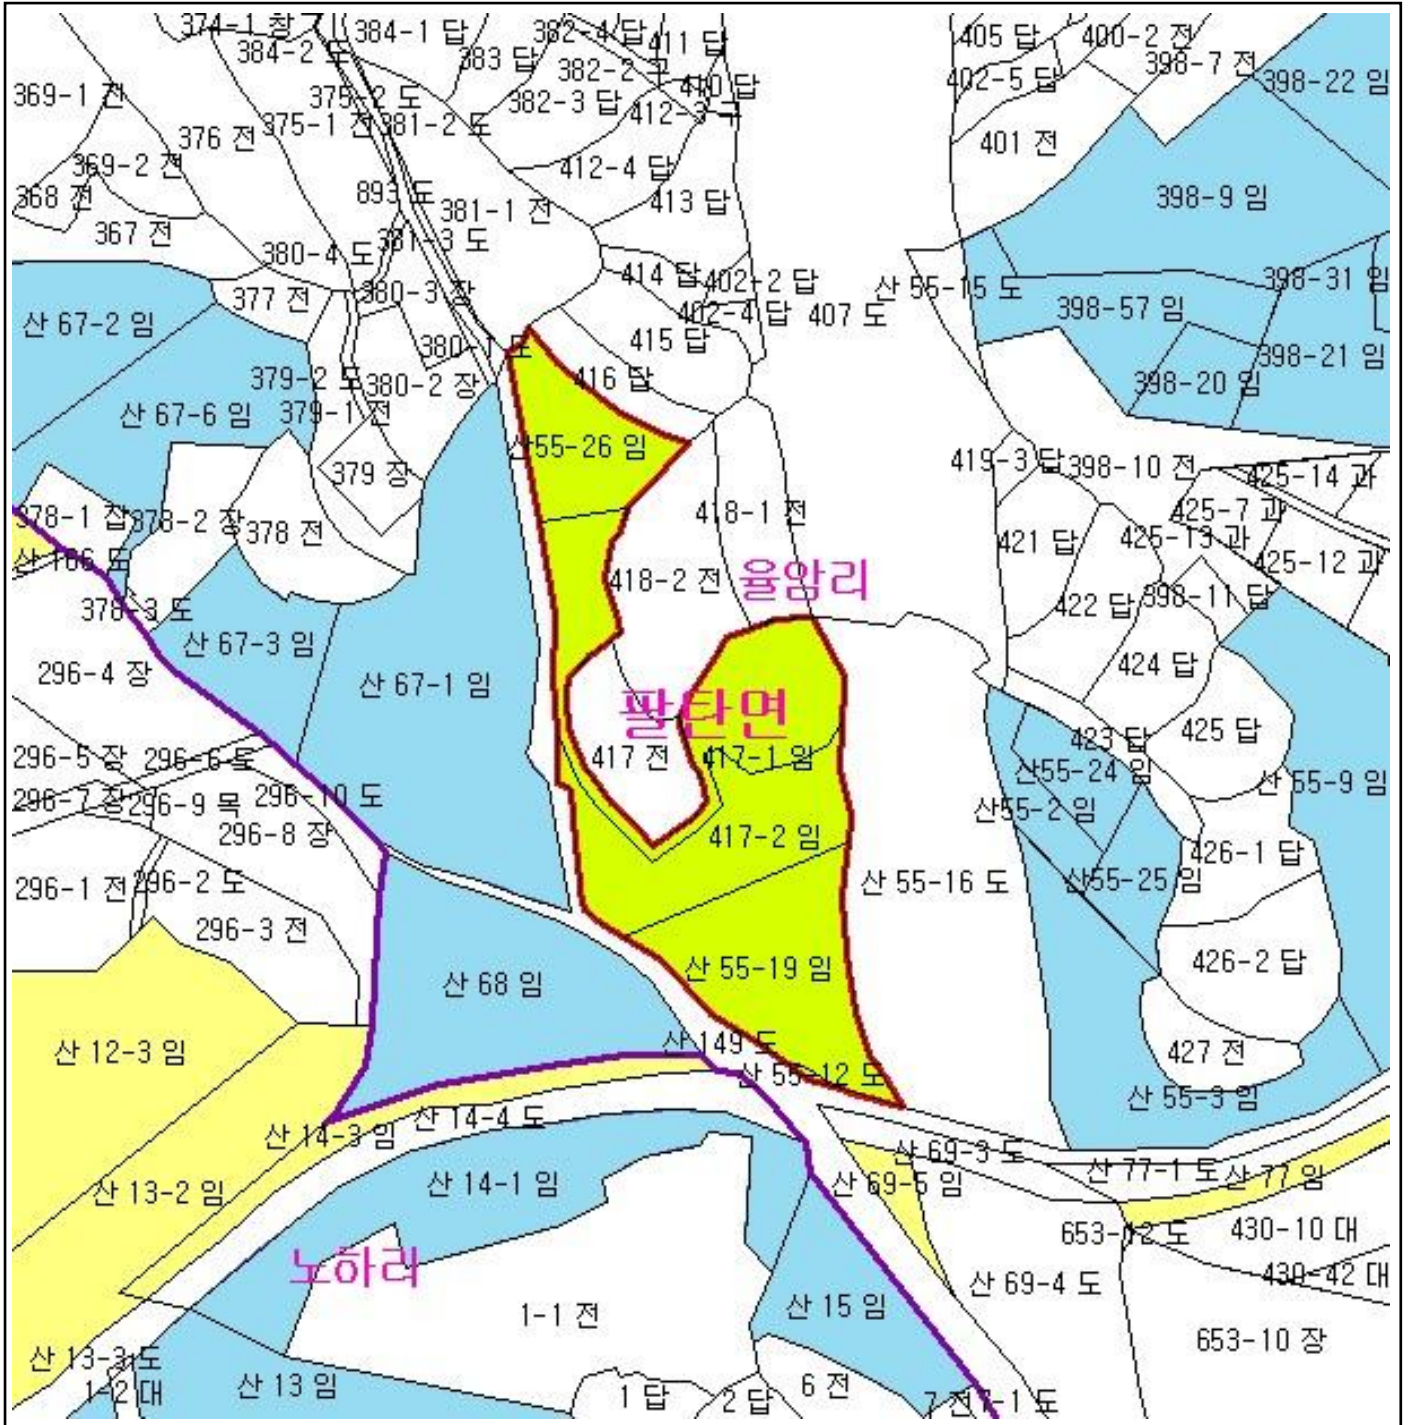 374-1 창
384-1 답
382-4 답
411 답
405 답
400-2 전
384-2 도
383 답
382-2 구
398-7 전
369-1 전
375-2 도
382-3 답
410 답
402-5 답
398-22 임
376 전
375-1 전
381-2 도
412-3 구
401 전
369-2 전
412-4 답
368 전
893 도
381-1 전
413 답
398-9 임
367 전
380-4 도
381-3 도
414 답
402-2 답
산 55-15 도
398-31 임
377 전
380-3 장
402-4 답
407 도
398-57 임
산 67-2 임
380-1 도
415 답
398-21 임
379-2 도
380-2 장
416 답
398-20 임
산 67-6 임
379-1 전
산55-26 임
379 장
419-3 답
398-10 전
425-14 과
378-1 잡
378-2 장
378 전
418-1 전
421 답
425-7 과
425-13 과
425-12 과
산 166 도
418-2 전
율암리
422 답
398-11 답
378-3 도
산 67-3 임
296-4 장
산 67-1 임
424 답
팔탄면
425 답
296-5 장
296-6 도
417 전
417-1 임
423 답
산55-24 임
산 55-9 임
296-7 장
296-9 목
296-10 도
산55-2 임
296-8 장
417-2 임
426-1 답
296-1 전
296-2 도
산 55-16 도
산55-25 임
296-3 전
산 55-19 임
426-2 답
산 68 임
산 12-3 임
산 149 도
427 전
산 55-12 도
산 55-3 임
산 14-3 임
산 14-4 도
산 69-3 도
산 13-2 임
산 14-1 임
산 69-5 임
산 77-1 도
산 77 임
653-12 도
430-10 대
노하리
산 69-4 도
430-42 대
1-1 전
산 15 임
653-10 장
산 13-3 도
1-2 대
산 13 임
1 답
2 답
6 전
7 전
7-1 도